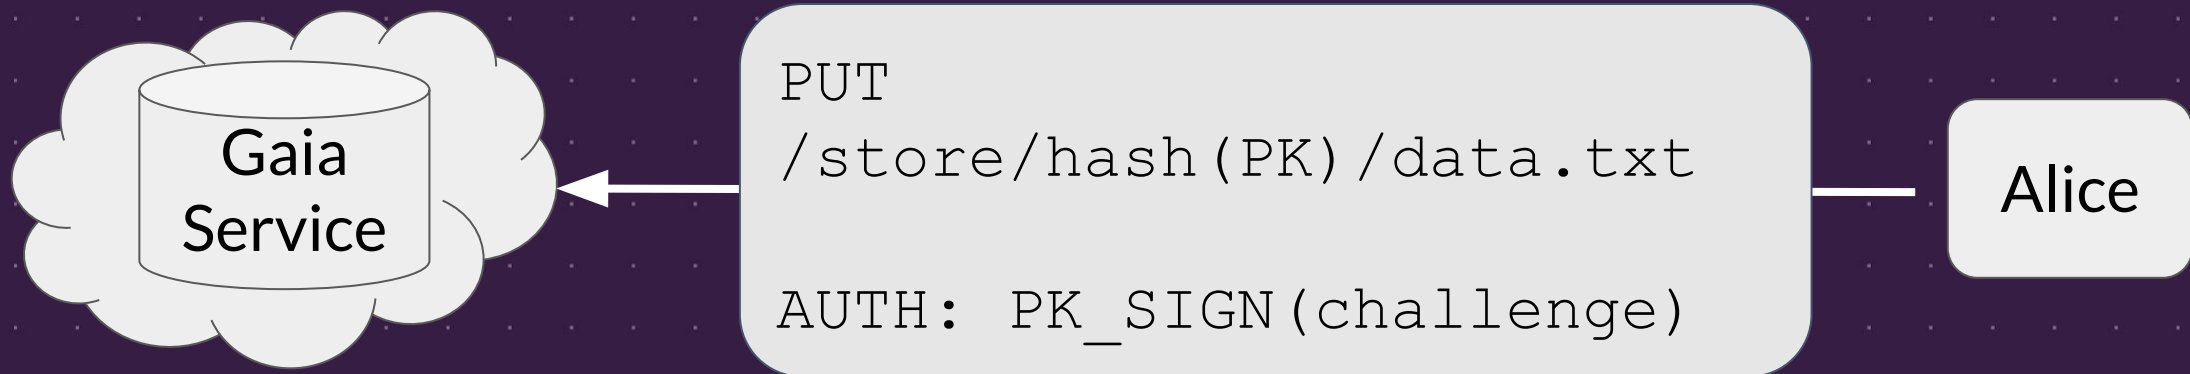 Gaia
Service
PUT
/store/hash(PK)/data.txt
AUTH: PK_SIGN(challenge)
Alice